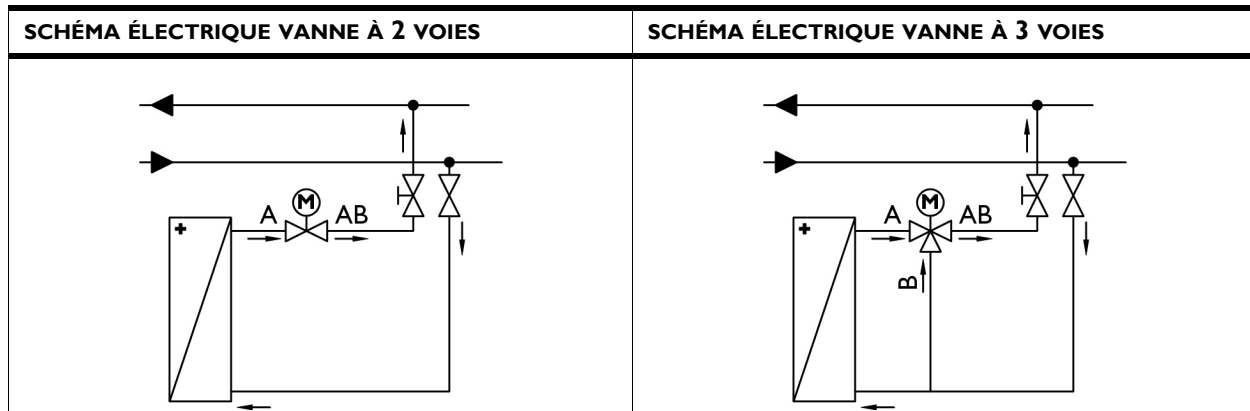 SCHÉMA ÉLECTRIQUE VANNE À 2 VOIES
SCHÉMA ÉLECTRIQUE VANNE À 3 VOIES
M
A
AB
+
M
A
AB
+
B